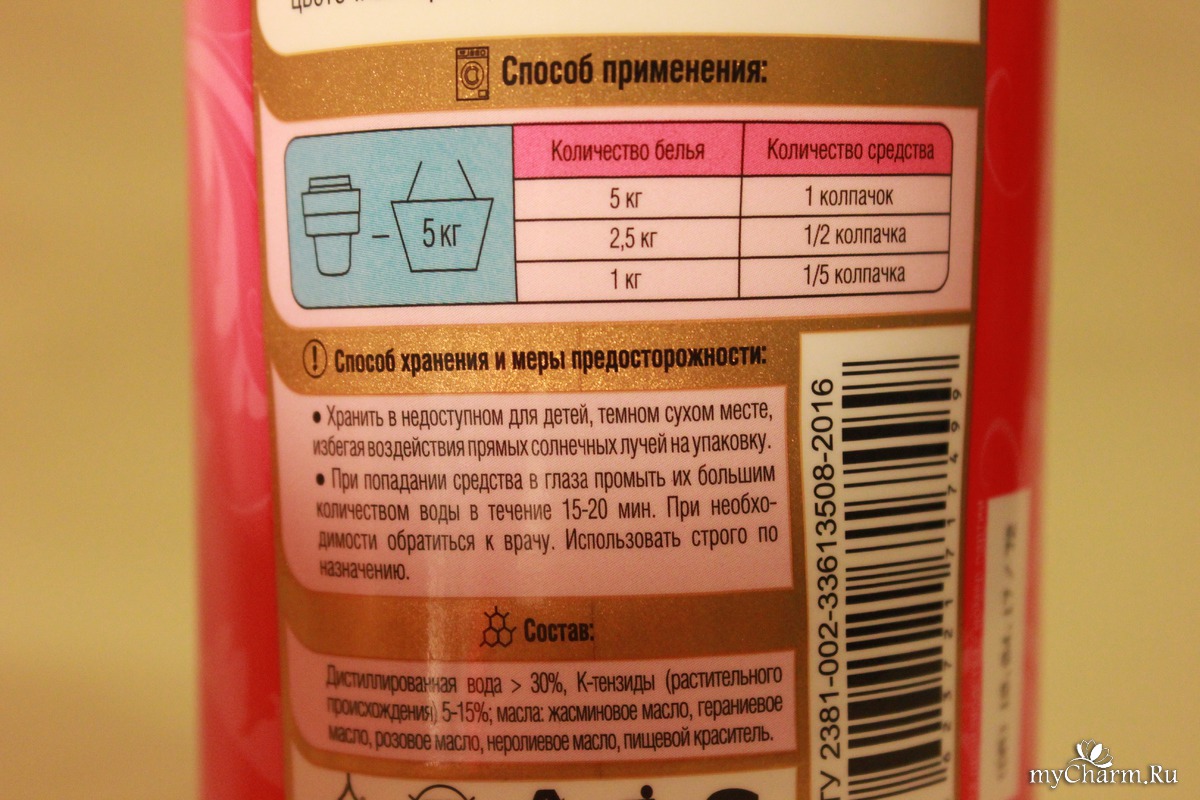 Способ применения:
Количество белья Количество средства
5 кг 1 колпачок
– 5 кг
2,5 кг 1/2 колпачка
1 кг 1/5 колпачка
Способ хранения и меры предосторожности:
• Хранить в недоступном для детей, темном сухом месте,
избегая воздействия прямых солнечных лучей на упаковку.
• При попадании средства в глаза промыть их большим
количеством воды в течение 15-20 мин. При необхо-
димости обратиться к врачу. Использовать строго по
назначению.
Состав:
Дистиллированная вода > 30%, К-тензиды (растительного
происхождения) 5-15%; масла: жасминовое масло, гераниевое
масло, розовое масло, неролиевое масло, пищевой краситель.
ТУ 2381-002-33613508-2016
myCharm.Ru